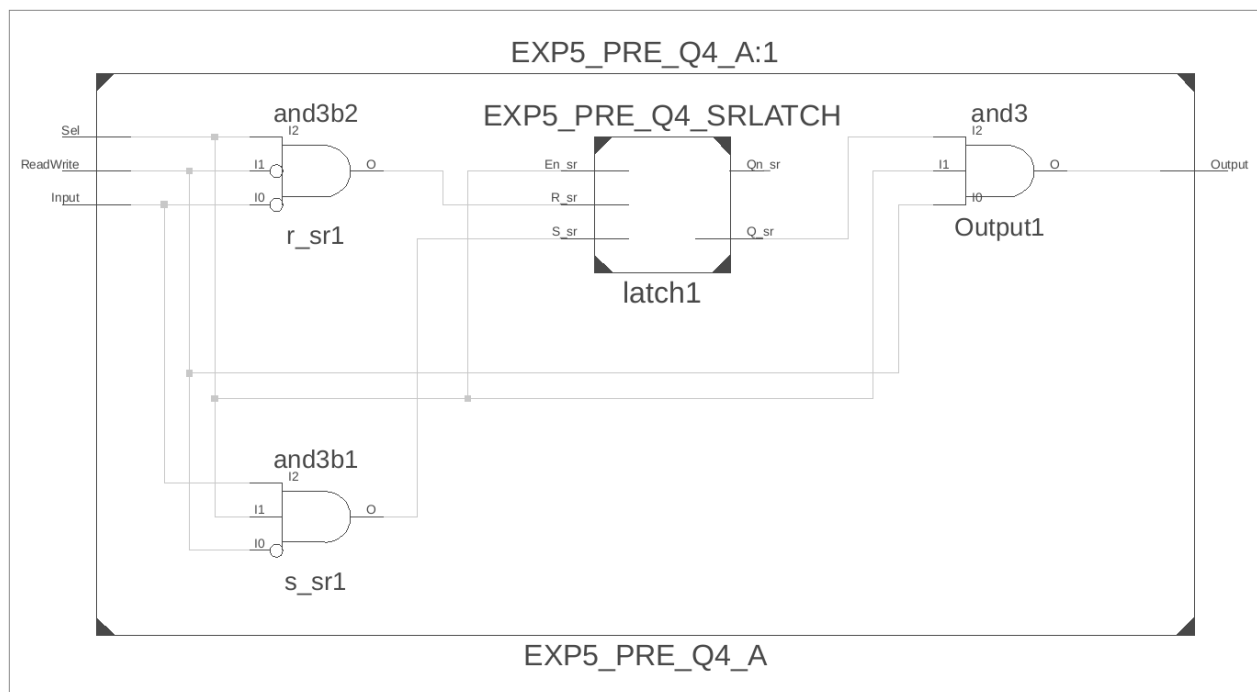 EXP5_PRE_Q4_A:1
and3b2
EXP5_PRE_Q4_SRLATCH
and3
Sel
I2
I2
ReadWrite
I1
O
En_sr
Qn_sr
I1
O
Output
Input
I0
R_sr
I0
r_sr1
S_sr
Q_sr
Output1
latch1
and3b1
I2
I1
O
I0
s_sr1
EXP5_PRE_Q4_A